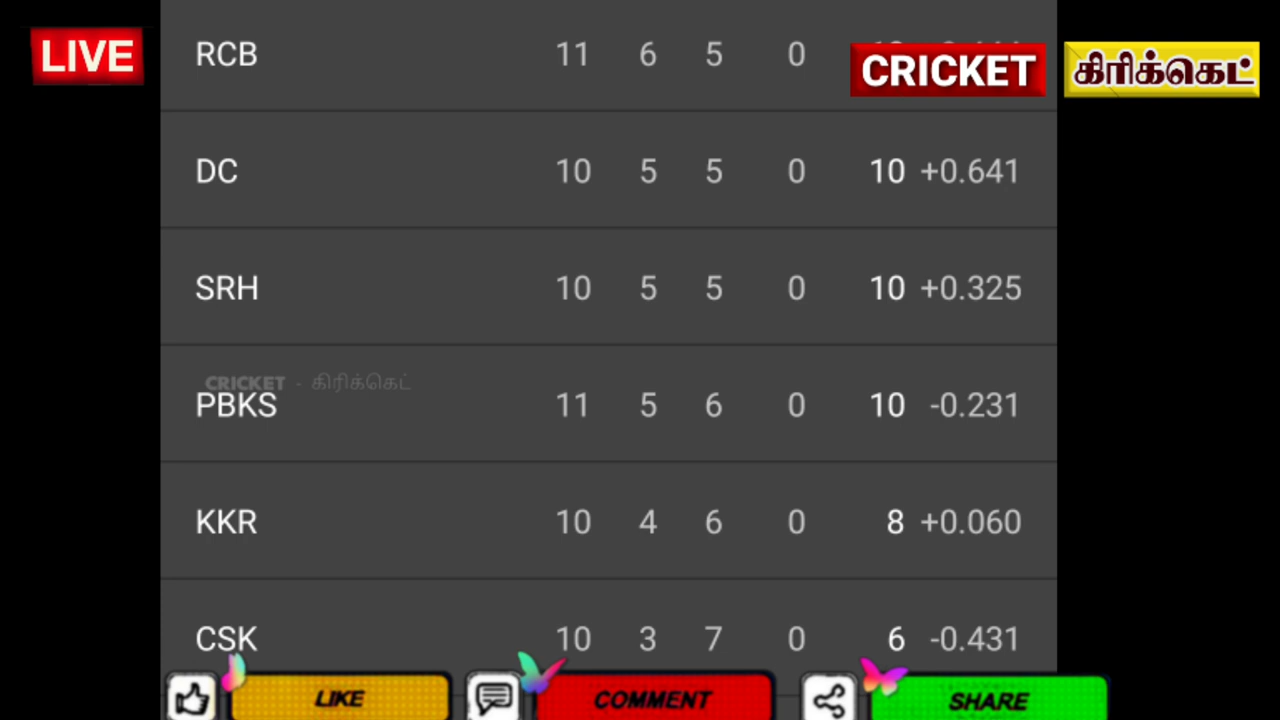 LIVE
RCB 11 6 5 0
CRICKET கிரிக்கெட்
DC 10 5 5 0 10 +0.641
SRH 10 5 5 0 10 +0.325
CRICKET - கிரிக்கெட்
PBKS 11 5 6 0 10 -0.231
KKR 10 4 6 0 8 +0.060
CSK 10 3 7 0 6 -0.431
LIKE COMMENT SHARE